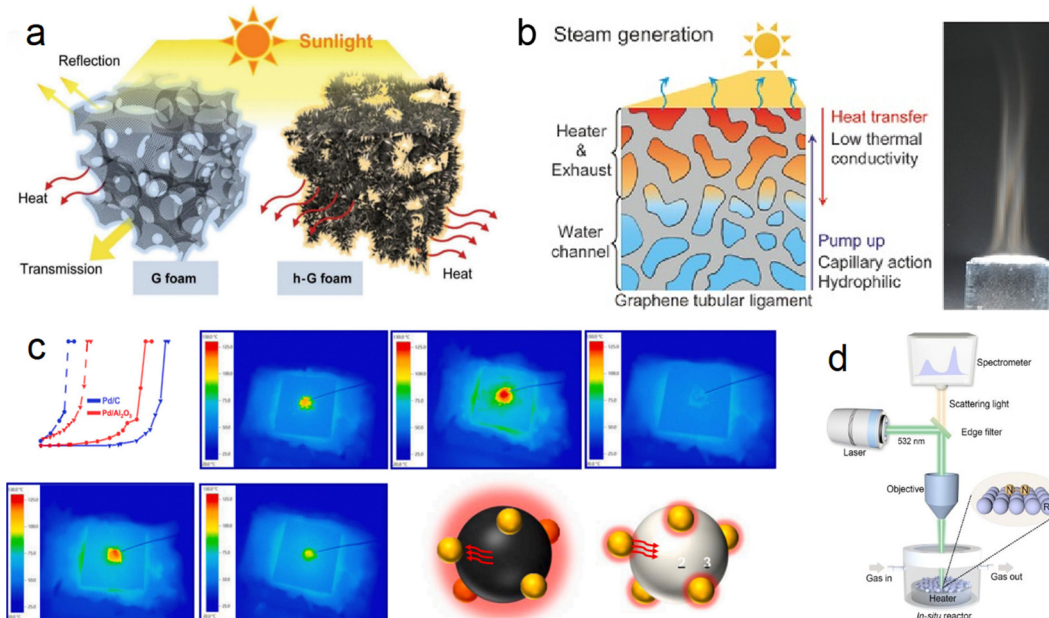 a
Sunlight
Reflection
Heat
Transmission
G foam
h-G foam
Heat
b
Steam generation
Heater
&
Exhaust
Water
channel
Heat transfer
Low thermal
conductivity
Pump up
Capillary action
Hydrophilic
Graphene tubular ligament
c
Pd/C
Pd/Al₂O₃
2 3
d
Spectrometer
Scattering light
Edge filter
Laser
532 nm
Objective
N N
R
Gas in
Gas out
Heater
In-situ reactor